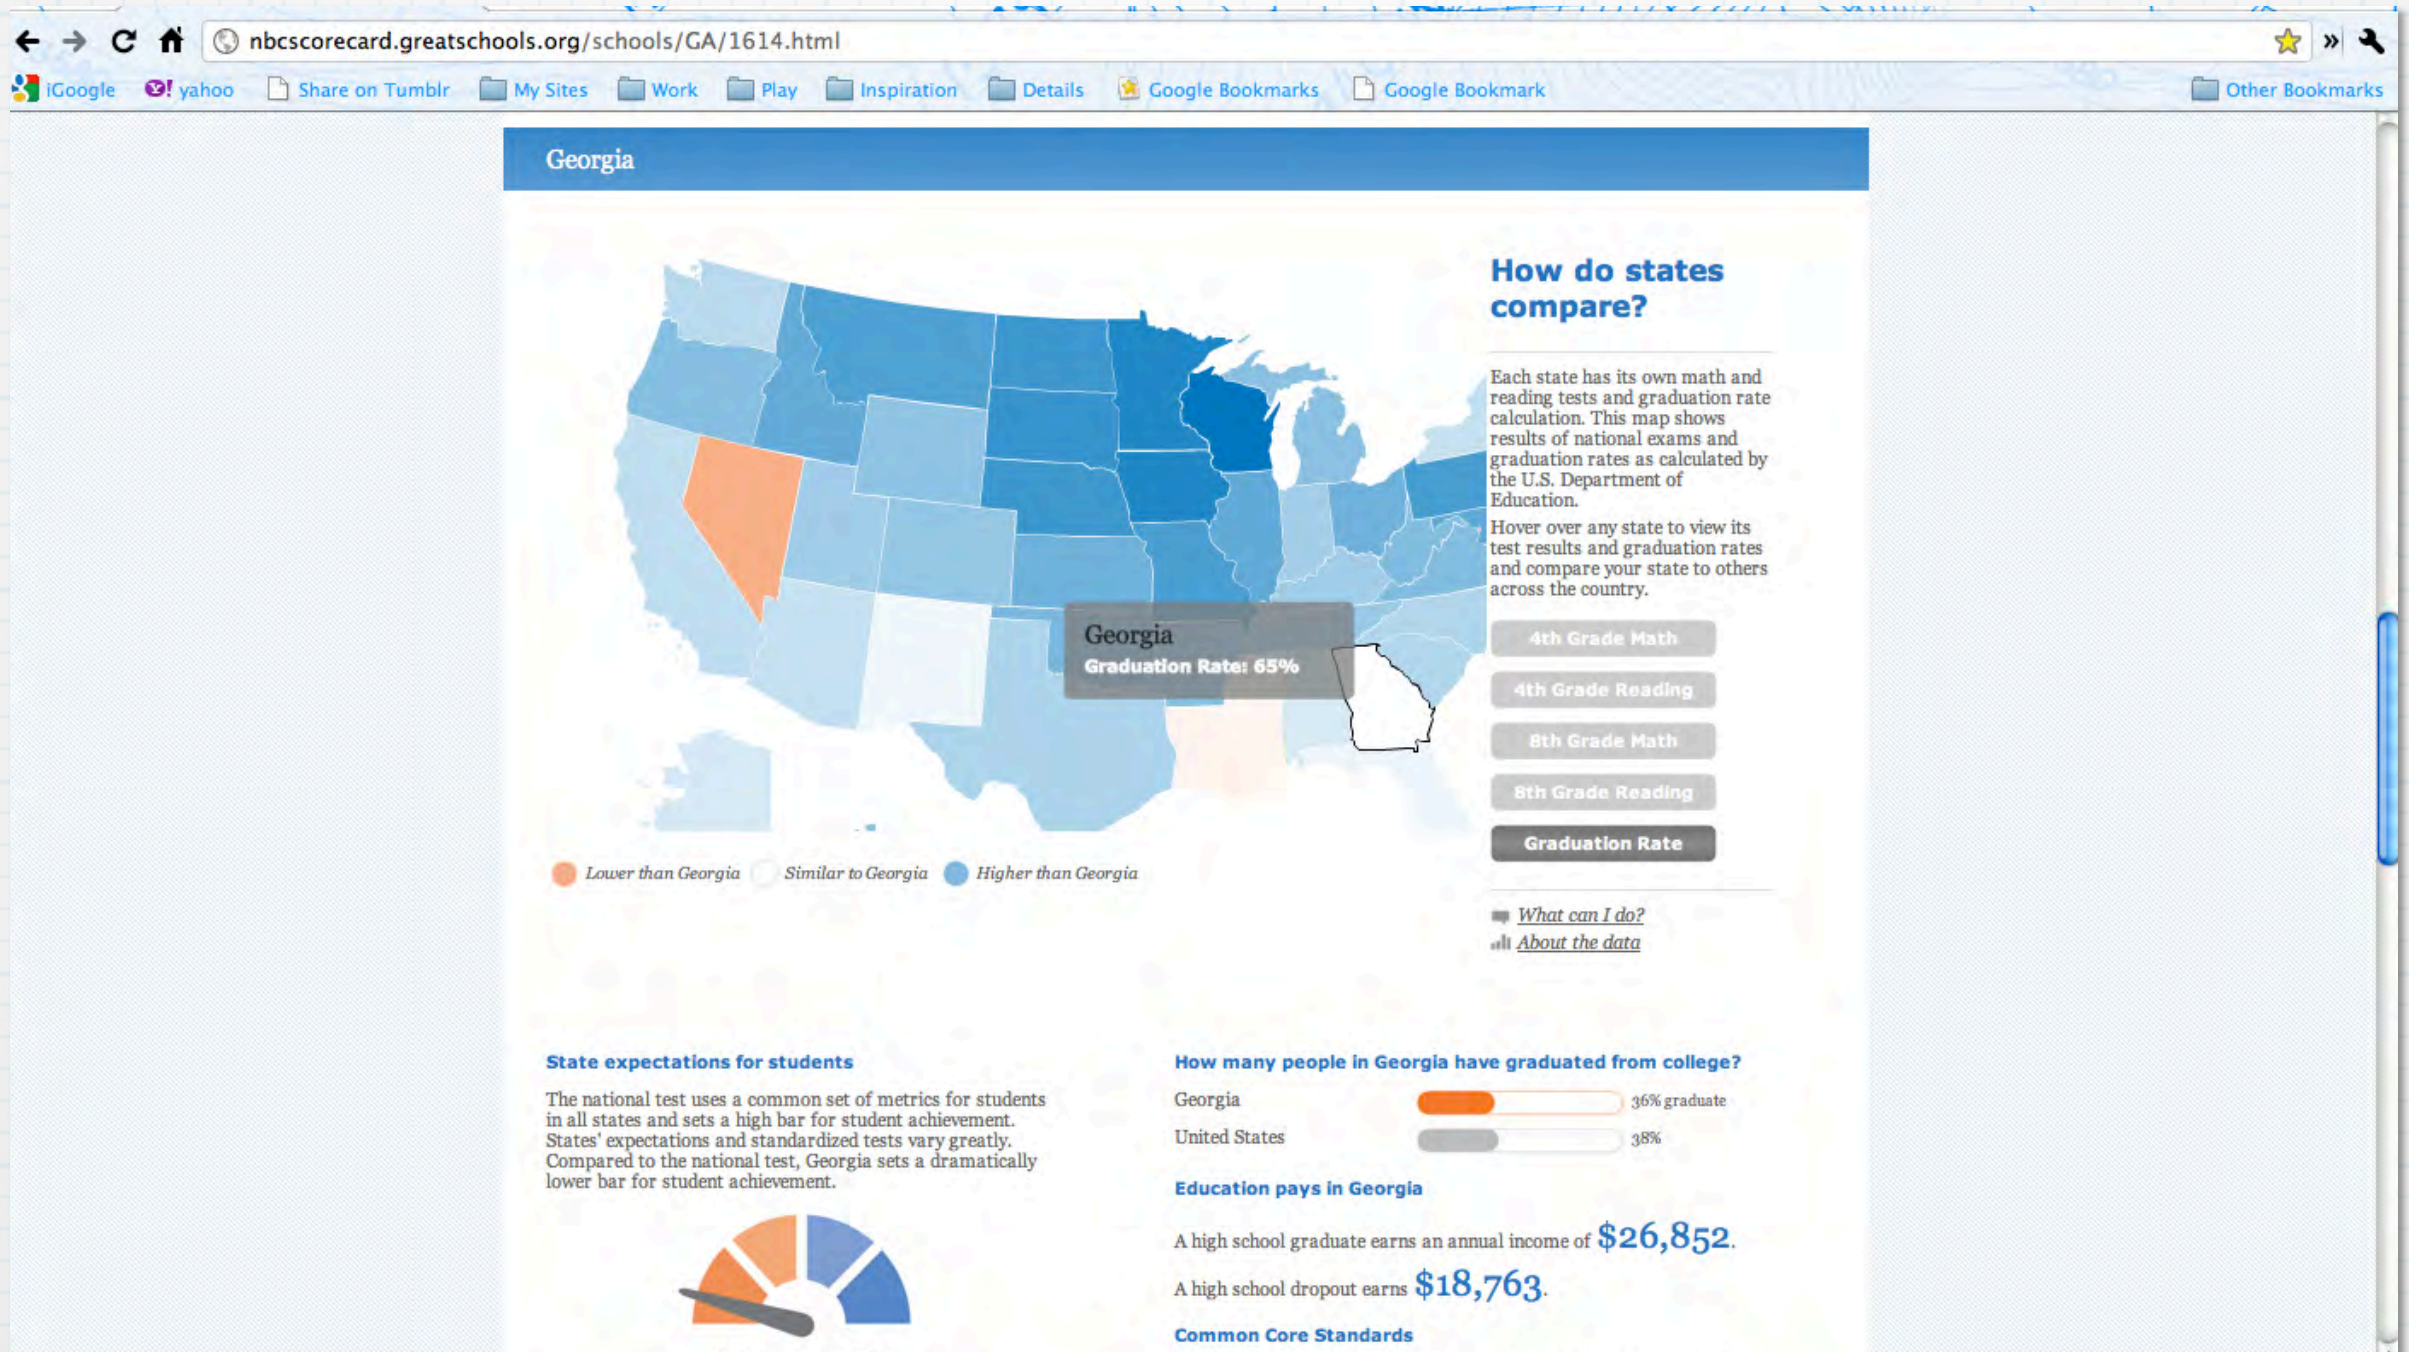 nbcscorecard.greatschools.org/schools/GA/1614.html
»
iGoogle
Y! yahoo
Share on Tumblr
My Sites
Work
Play
Inspiration
Details
Google Bookmarks
Google Bookmark
Other Bookmarks
Georgia
How do states
compare?
Each state has its own math and
reading tests and graduation rate
calculation. This map shows
results of national exams and
graduation rates as calculated by
the U.S. Department of
Education.
Hover over any state to view its
test results and graduation rates
and compare your state to others
across the country.
Georgia
Graduation Rate: 65%
4th Grade Math
4th Grade Reading
8th Grade Math
8th Grade Reading
Graduation Rate
Lower than Georgia
Similar to Georgia
Higher than Georgia
What can I do?
About the data
State expectations for students
The national test uses a common set of metrics for students
in all states and sets a high bar for student achievement.
States' expectations and standardized tests vary greatly.
Compared to the national test, Georgia sets a dramatically
lower bar for student achievement.
How many people in Georgia have graduated from college?
Georgia 36% graduate
United States 38%
Education pays in Georgia
A high school graduate earns an annual income of $26,852.
A high school dropout earns $18,763.
Common Core Standards